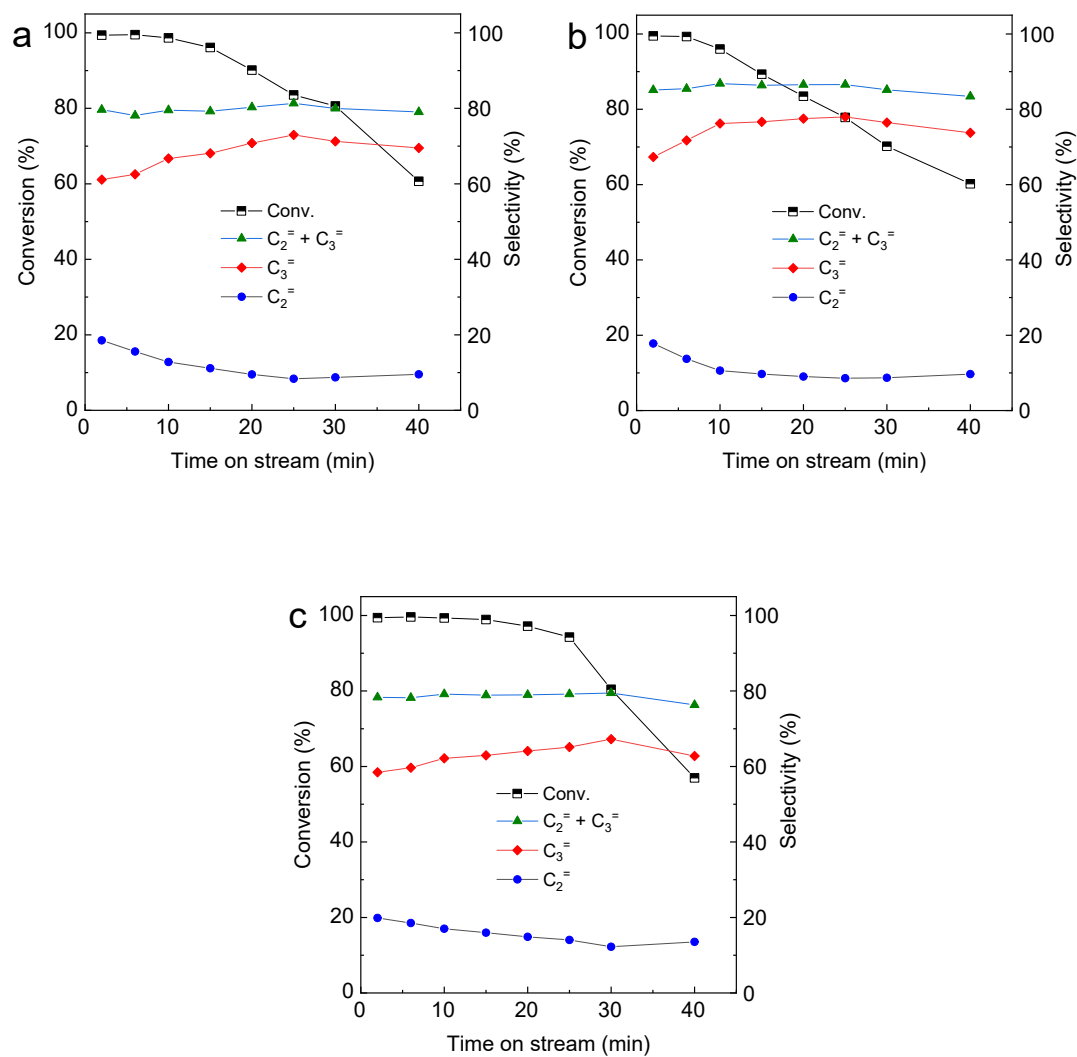 a
Conversion (%)
Selectivity (%)
100
80
60
40
20
0
100
80
60
40
20
0
Conv.
C₂⁼ + C₃⁼
C₃⁼
C₂⁼
0 10 20 30 40
Time on stream (min)
b
Conversion (%)
Selectivity (%)
100
80
60
40
20
0
100
80
60
40
20
0
Conv.
C₂⁼ + C₃⁼
C₃⁼
C₂⁼
0 10 20 30 40
Time on stream (min)
c
Conversion (%)
Selectivity (%)
100
80
60
40
20
0
100
80
60
40
20
0
Conv.
C₂⁼ + C₃⁼
C₃⁼
C₂⁼
0 10 20 30 40
Time on stream (min)